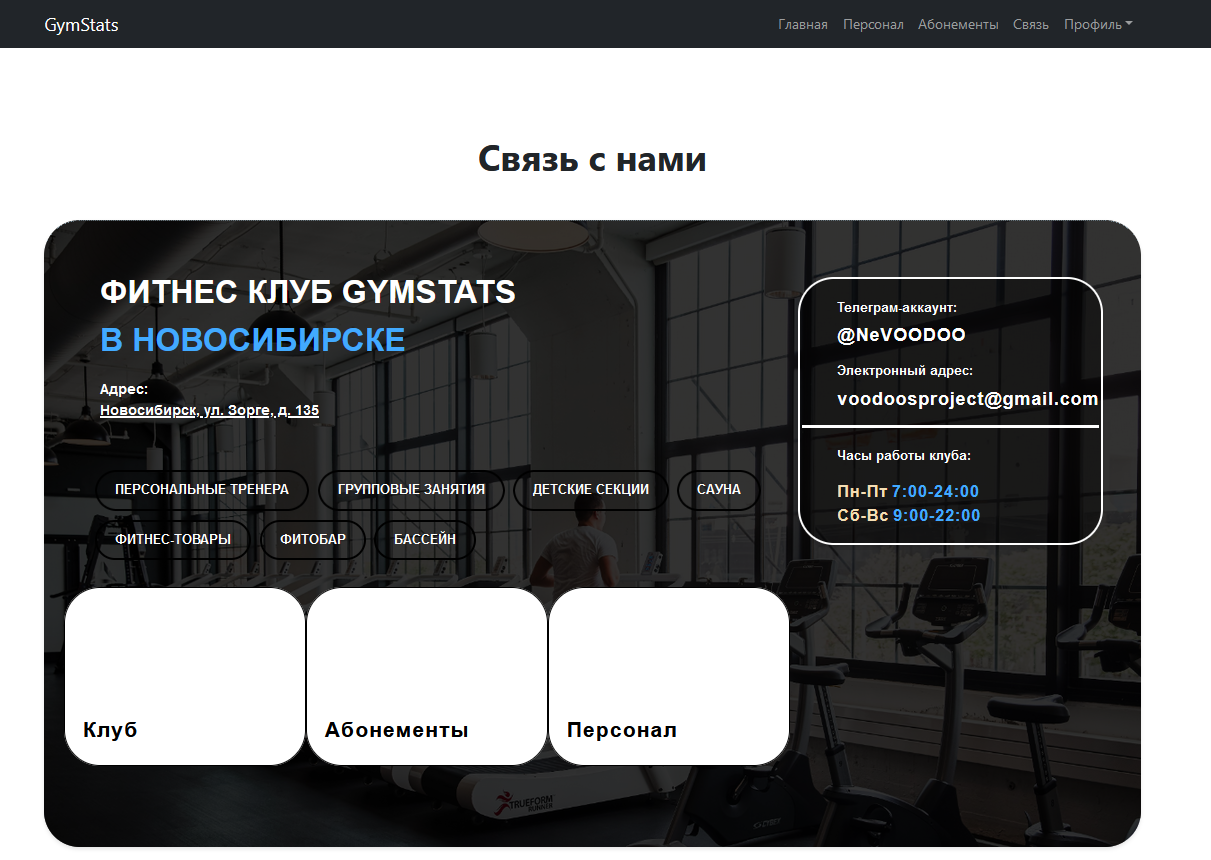 GymStats
Главная Персонал Абонементы Связь Профиль
Связь с нами
ФИТНЕС КЛУБ GYMSTATS
В НОВОСИБИРСКЕ
Адрес:
Новосибирск, ул. Зорге, д. 135
ПЕРСОНАЛЬНЫЕ ТРЕНЕРА ГРУППОВЫЕ ЗАНЯТИЯ ДЕТСКИЕ СЕКЦИИ САУНА
ФИТНЕС-ТОВАРЫ ФИТОБАР БАССЕЙН
Телеграм-аккаунт:
@NeVOODOO
Электронный адрес:
voodoosproject@gmail.com
Часы работы клуба:
Пн-Пт 7:00-24:00
Сб-Вс 9:00-22:00
Клуб Абонементы Персонал
TRUEFORM
RUNNER
CYBEX